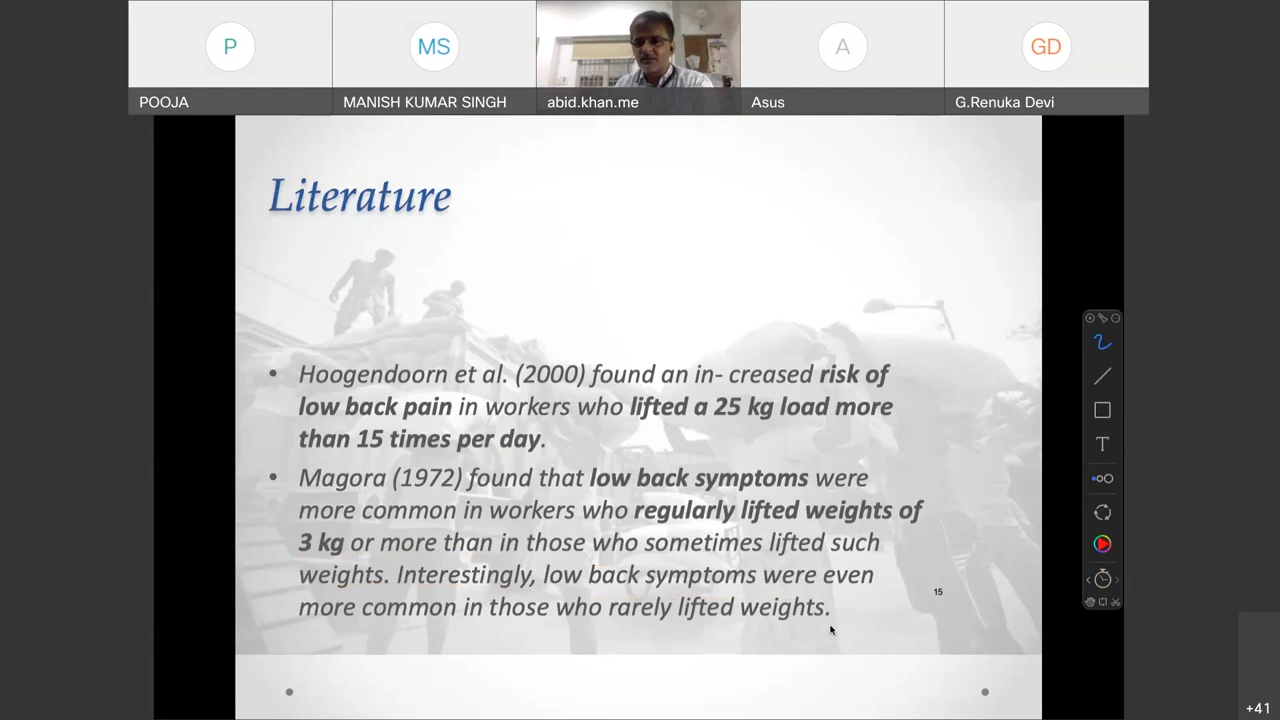 P
MS
A
GD
POOJA
MANISH KUMAR SINGH
abid.khan.me
Asus
G.Renuka Devi
Literature
• Hoogendoorn et al. (2000) found an in- creased risk of
low back pain in workers who lifted a 25 kg load more
than 15 times per day.
• Magora (1972) found that low back symptoms were
more common in workers who regularly lifted weights of
3 kg or more than in those who sometimes lifted such
weights. Interestingly, low back symptoms were even
more common in those who rarely lifted weights.
15
T
+41